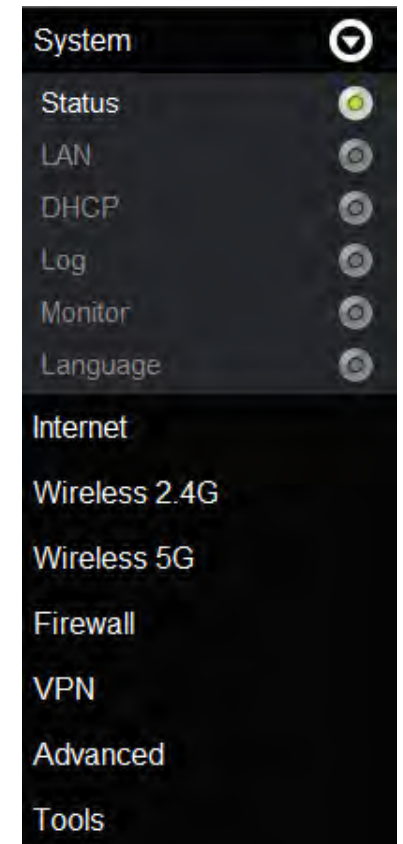 System
Status
LAN
DHCP
Log
Monitor
Language
Internet
Wireless 2.4G
Wireless 5G
Firewall
VPN
Advanced
Tools